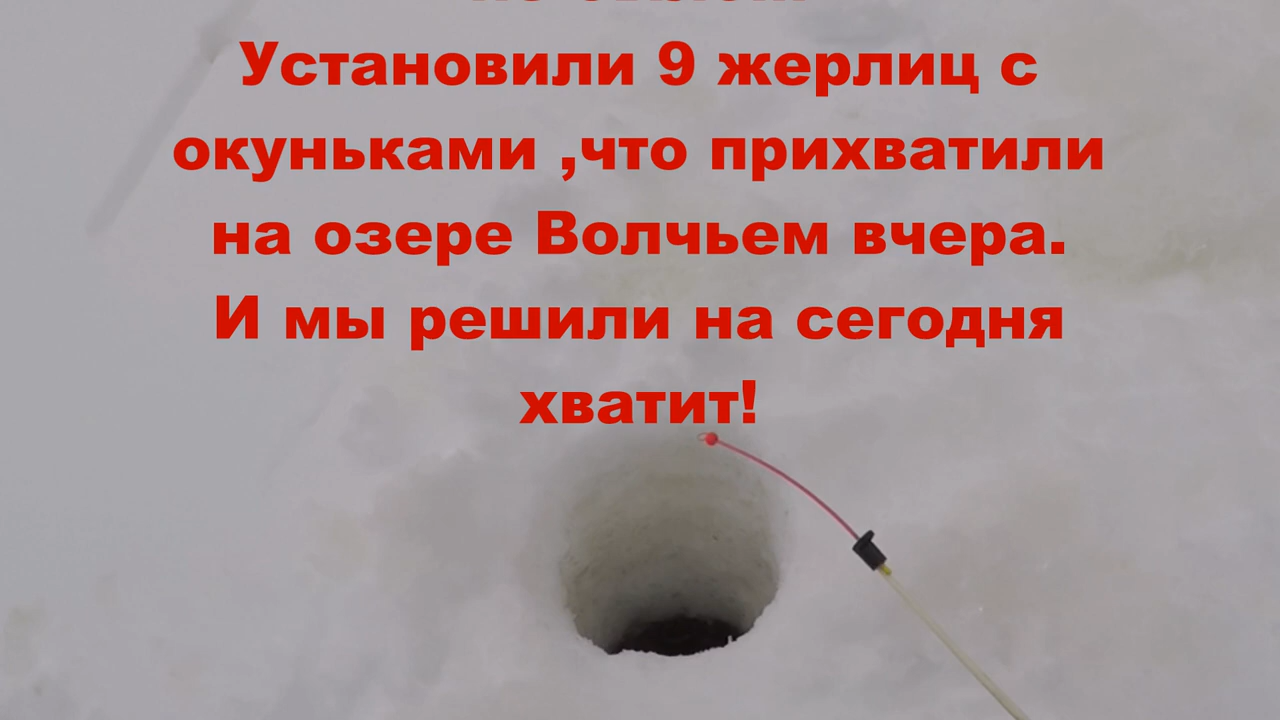 Установили 9 жерлиц с
окуньками ,что прихватили
на озере Волчьем вчера.
И мы решили на сегодня
хватит!